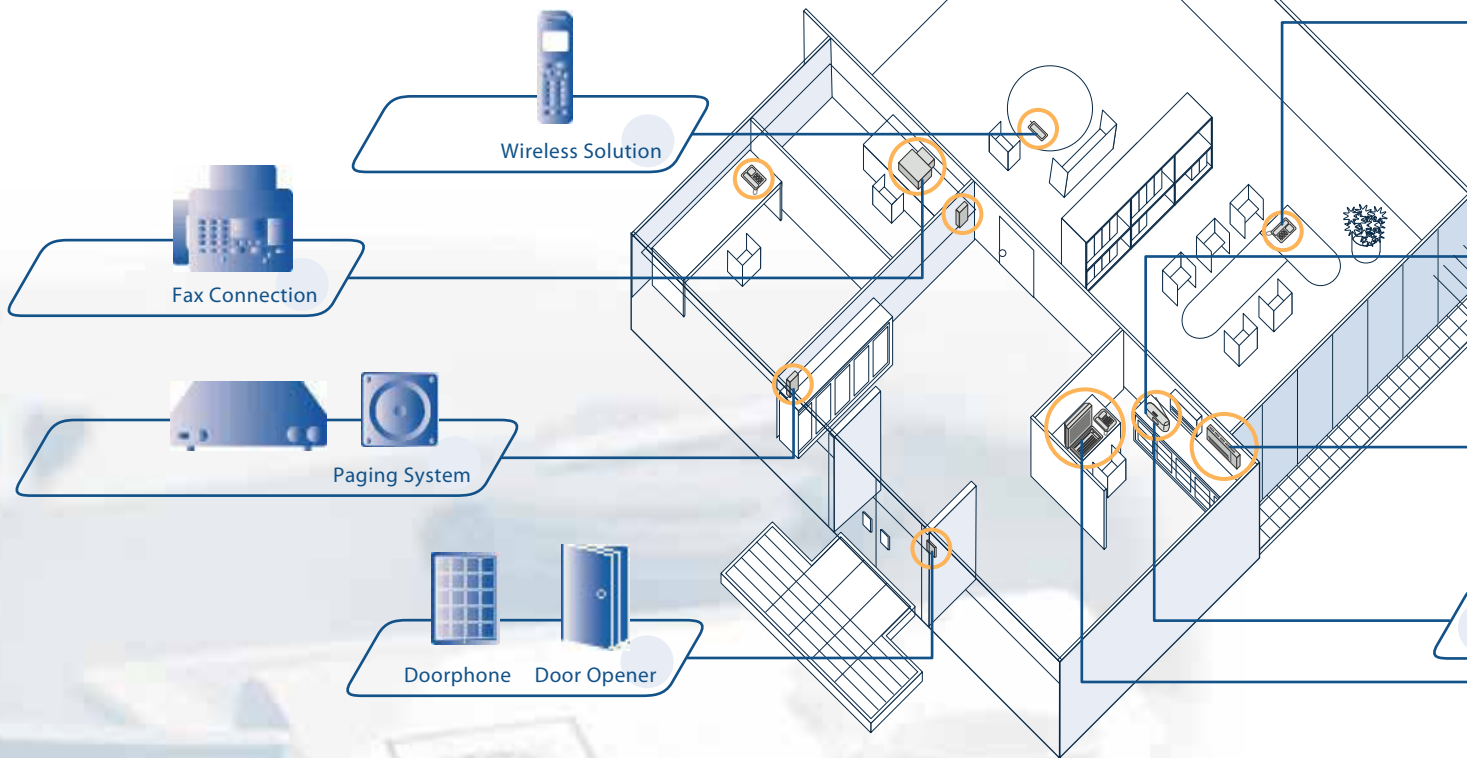 Wireless Solution
Fax Connection
Paging System
Doorphone Door Opener